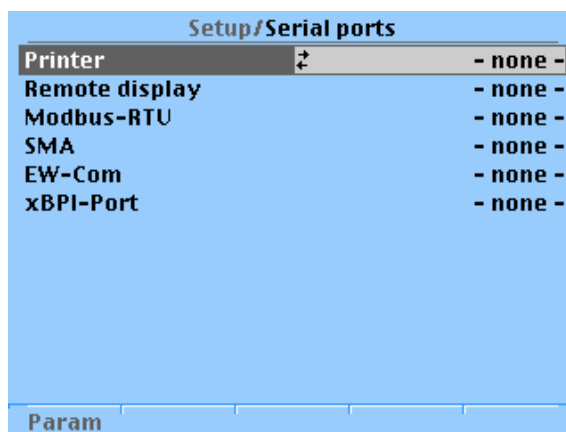 Setup/Serial ports
Printer - none -
Remote display - none -
Modbus-RTU - none -
SMA - none -
EW-Com - none -
xBPI-Port - none -
Param